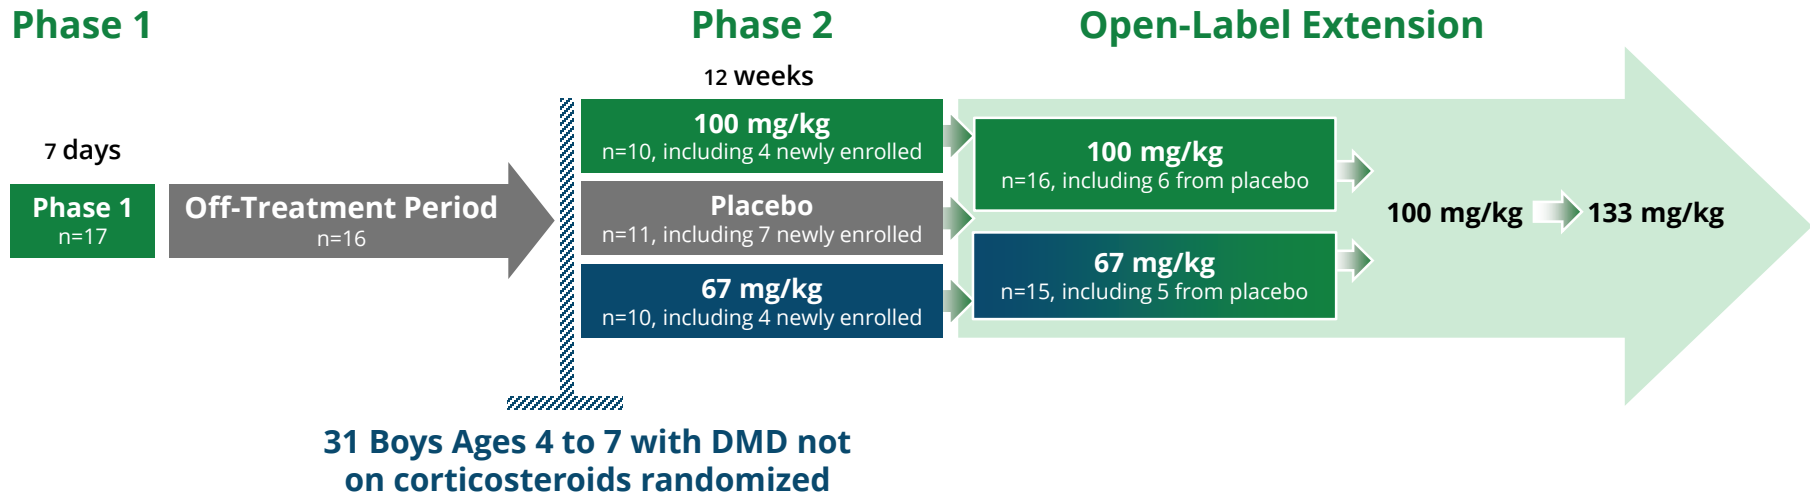 Phase 1
Phase 2
Open-Label Extension
7 days
Phase 1
n=17
Off-Treatment Period
n=16
12 weeks
100 mg/kg
n=10, including 4 newly enrolled
Placebo
n=11, including 7 newly enrolled
67 mg/kg
n=10, including 4 newly enrolled
100 mg/kg
n=16, including 6 from placebo
67 mg/kg
n=15, including 5 from placebo
100 mg/kg
133 mg/kg
31 Boys Ages 4 to 7 with DMD not
on corticosteroids randomized